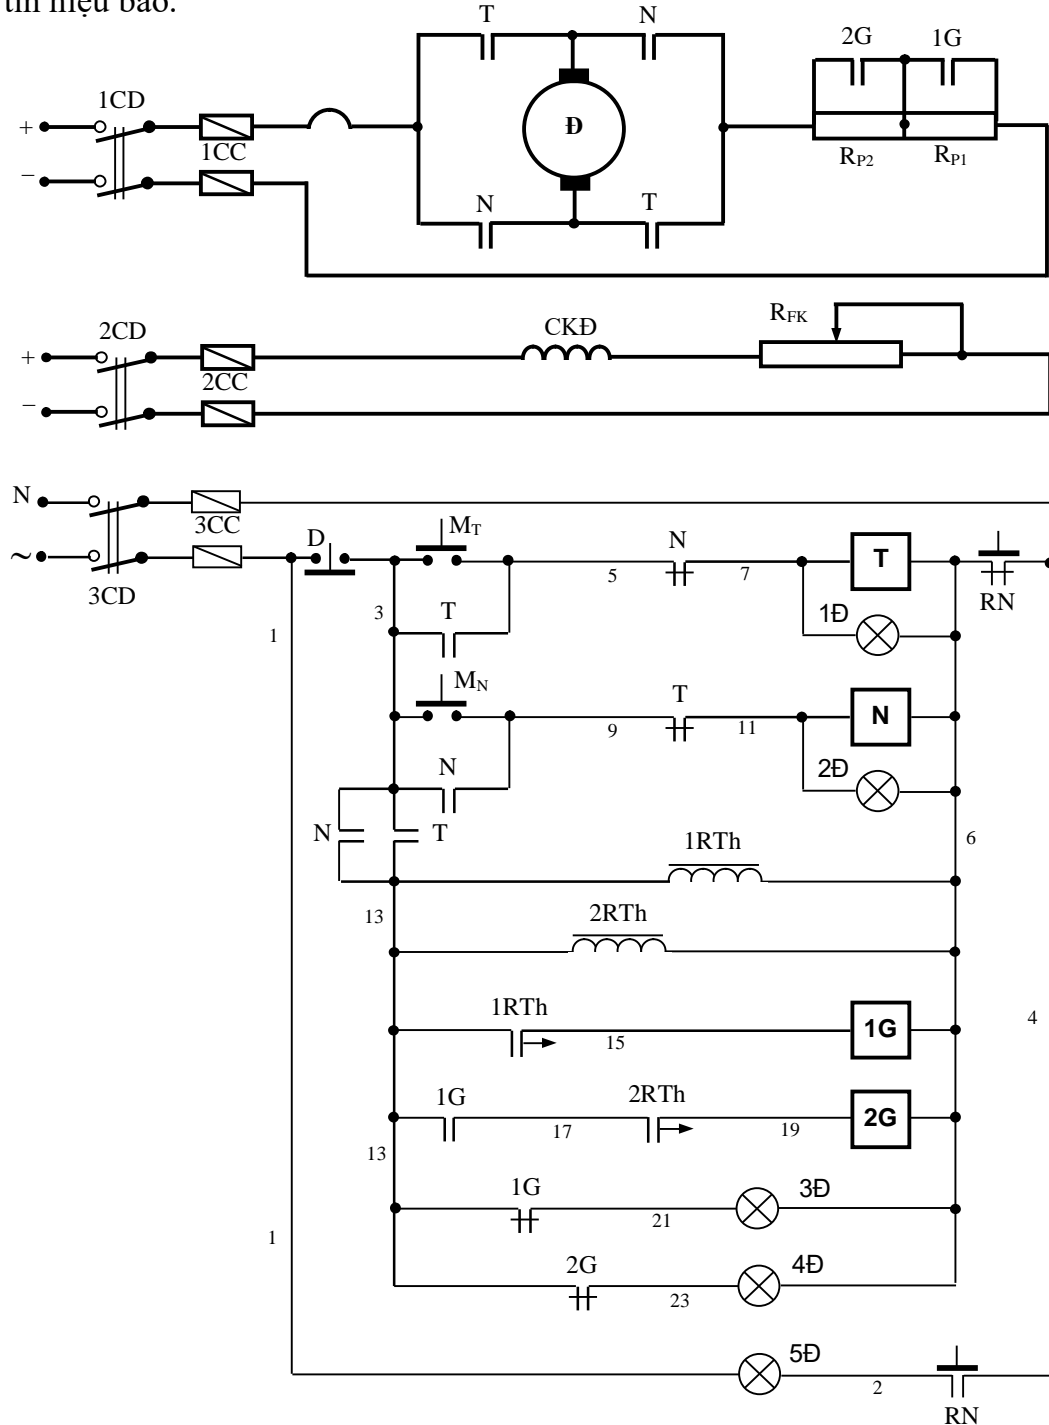 tín hiệu báo.
T N
2G 1G
1CD
+
1CC
Đ
RP2 RP1
−
N T
2CD
CKĐ
RFK
+
2CC
−
N
3CC
D
MT
N
T
~
3CD
5 7
RN
3
T
1Đ
1
MN
T
N
9 11
N
2Đ
N T
1RTh
6
13
2RTh
1RTh
15
1G
4
1G 2RTh
2G
17 19
13
1G
3Đ
21
1
2G
4Đ
23
5Đ
2
RN